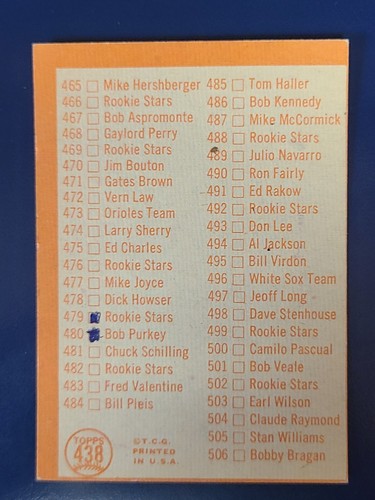 465 Mike Hershberger
466 Rookie Stars
467 Bob Aspromonte
468 Gaylord Perry
469 Rookie Stars
470 Jim Bouton
471 Gates Brown
472 Vern Law
473 Orioles Team
474 Larry Sherry
475 Ed Charles
476 Rookie Stars
477 Mike Joyce
478 Dick Howser
479 Rookie Stars
480 Bob Purkey
481 Chuck Schilling
482 Rookie Stars
483 Fred Valentine
484 Bill Pleis
485 Tom Haller
486 Bob Kennedy
487 Mike McCormick
488 Rookie Stars
489 Julio Navarro
490 Ron Fairly
491 Ed Rakow
492 Rookie Stars
493 Don Lee
494 Al Jackson
495 Bill Virdon
496 White Sox Team
497 Jeoff Long
498 Dave Stenhouse
499 Rookie Stars
500 Camilo Pascual
501 Bob Veale
502 Rookie Stars
503 Earl Wilson
504 Claude Raymond
505 Stan Williams
506 Bobby Bragan
TOPPS
438
©T.C.G.
PRINTED
IN U.S.A.